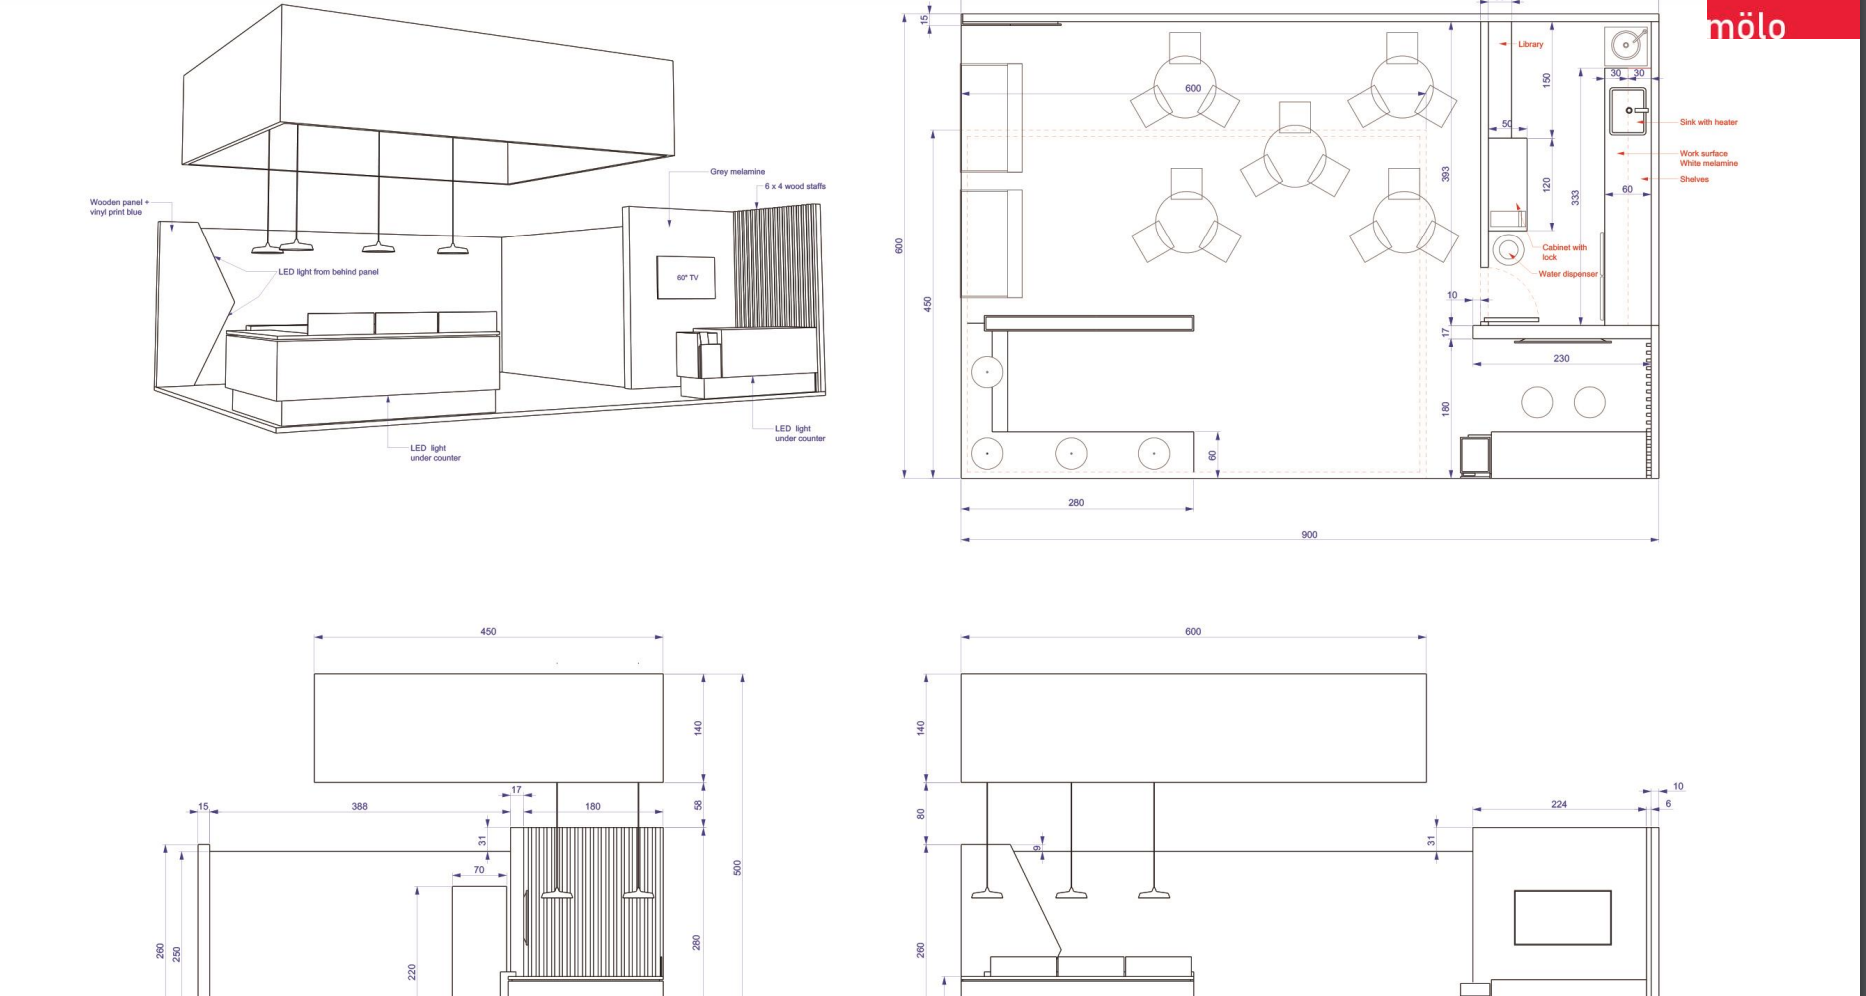 mölo
Wooden panel +
vinyl print blue
LED light from behind panel
Grey melamine
6 x 4 wood staffs
60" TV
LED light
under counter
LED light
under counter
15
600
450
600
393
10
17
180
60
280
900
Library
150
50
120
333
30 30
60
230
Sink with heater
Work surface
White melamine
Shelves
Cabinet with
lock
Water dispenser
450
140
58
500
280
15
388
17
180
31
70
260
250
220
600
140
80
260
9
31
224
10
6